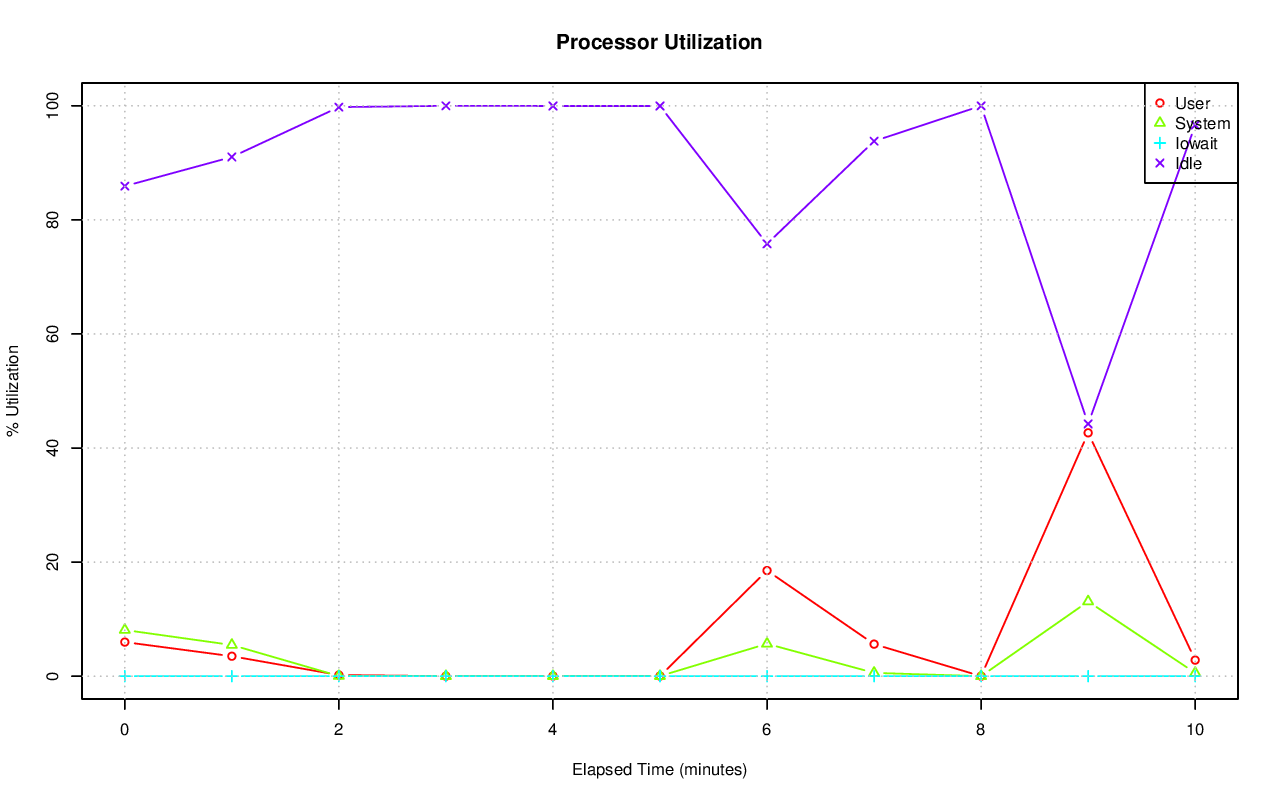 Processor Utilization
% Utilization
100
80
60
40
20
0
User
System
Iowait
Idle
0 2 4 6 8 10
Elapsed Time (minutes)